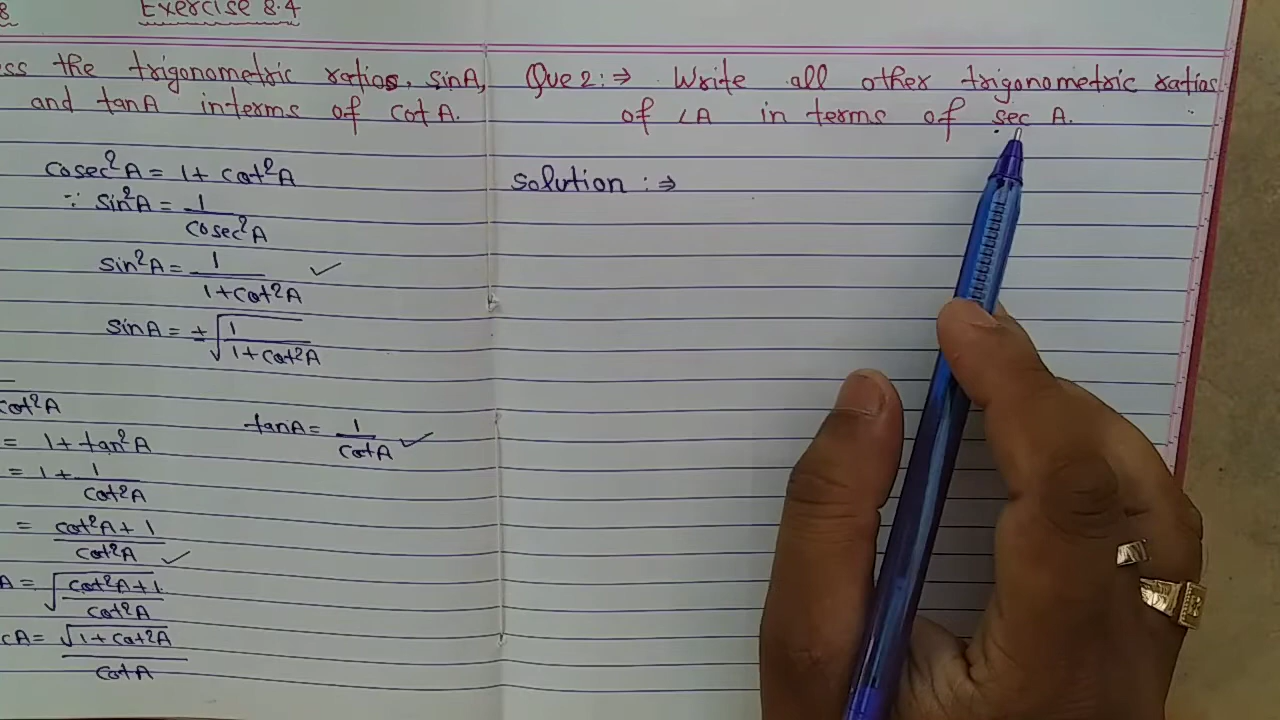 8
Exercise 8.4
ss the trigonometric ratios, sinA,
and tanA interms of cotA.
cosec²A = 1 + cot²A
∵ sin²A = 1/cosec²A
sin²A = 1/1+cot²A ✓
sinA = ±√1/1+cot²A
cot²A
= 1 + tan²A
tanA = 1/cotA ✓
= 1 + 1/cot²A
= cot²A + 1/cot²A ✓
A = √cot²A+1/cot²A
cA = √1+cot²A/cotA
Que 2:⇒ Write all other trigonometric ratios
of ∠A in terms of sec A.
Solution :⇒